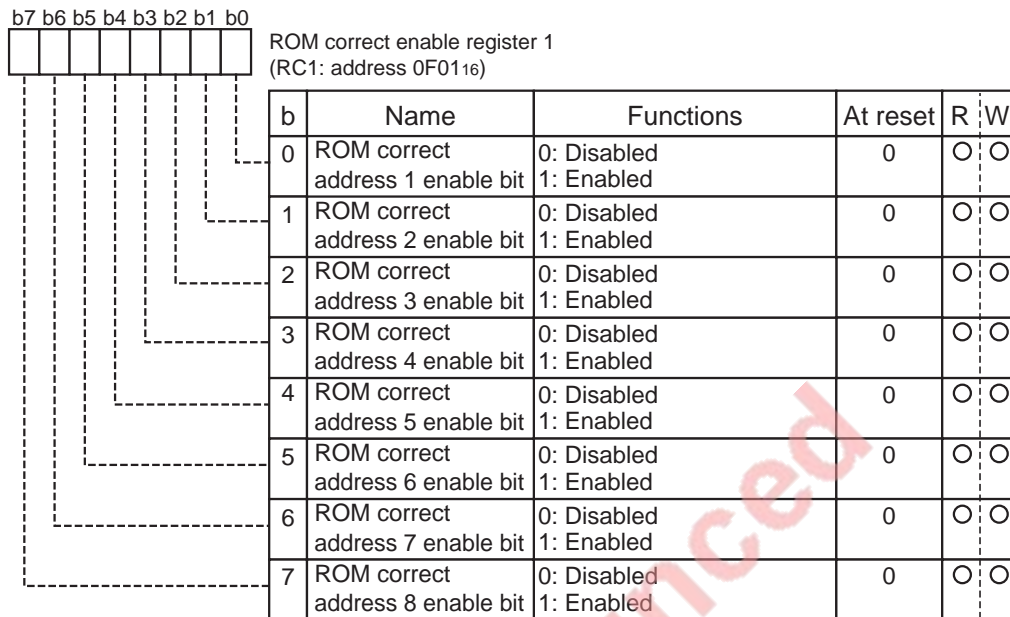 b7 b6 b5 b4 b3 b2 b1 b0
ROM correct enable register 1
(RC1: address 0F0116)
b Name Functions At reset R W
0 ROM correct 0: Disabled 0 O O
address 1 enable bit 1: Enabled
1 ROM correct 0: Disabled 0 O O
address 2 enable bit 1: Enabled
2 ROM correct 0: Disabled 0 O O
address 3 enable bit 1: Enabled
3 ROM correct 0: Disabled 0 O O
address 4 enable bit 1: Enabled
4 ROM correct 0: Disabled 0 O O
address 5 enable bit 1: Enabled
5 ROM correct 0: Disabled 0 O O
address 6 enable bit 1: Enabled
6 ROM correct 0: Disabled 0 O O
address 7 enable bit 1: Enabled
7 ROM correct 0: Disabled 0 O O
address 8 enable bit 1: Enabled
nced